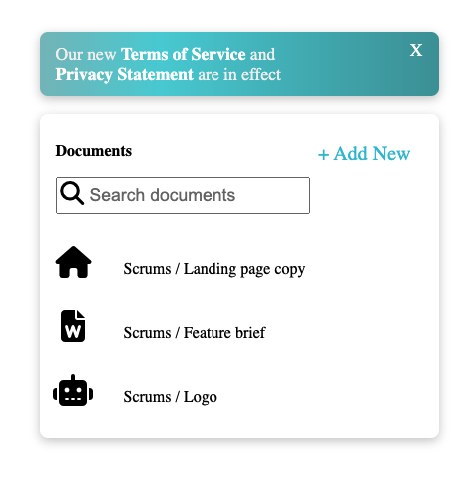 Our new Terms of Service and
Privacy Statement are in effect
X
Documents
+ Add New
Search documents
Scrums / Landing page copy
W
Scrums / Feature brief
Scrums / Logo